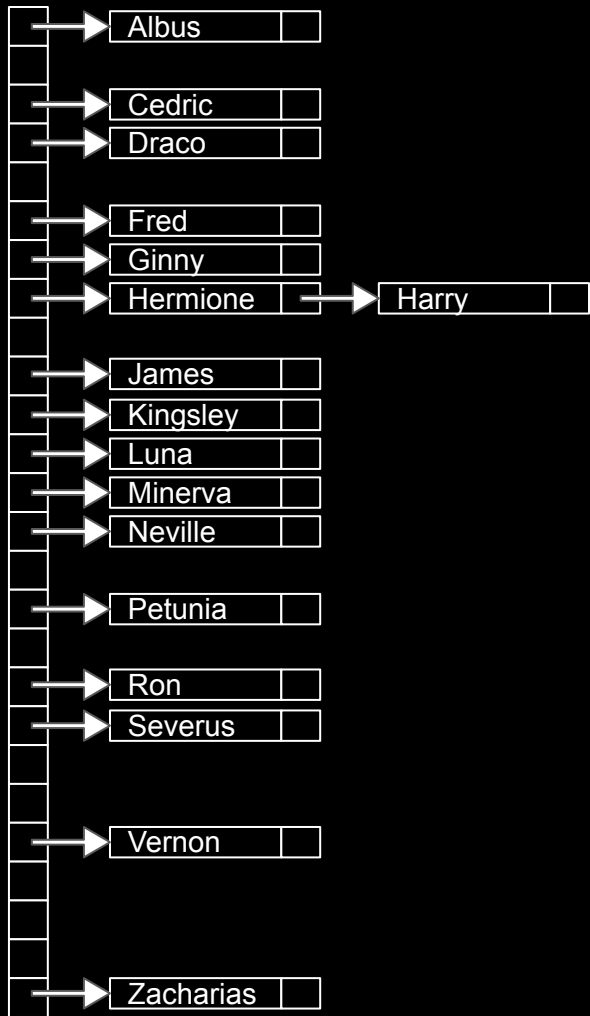 Albus
Cedric
Draco
Fred
Ginny
Hermione Harry
James
Kingsley
Luna
Minerva
Neville
Petunia
Ron
Severus
Vernon
Zacharias